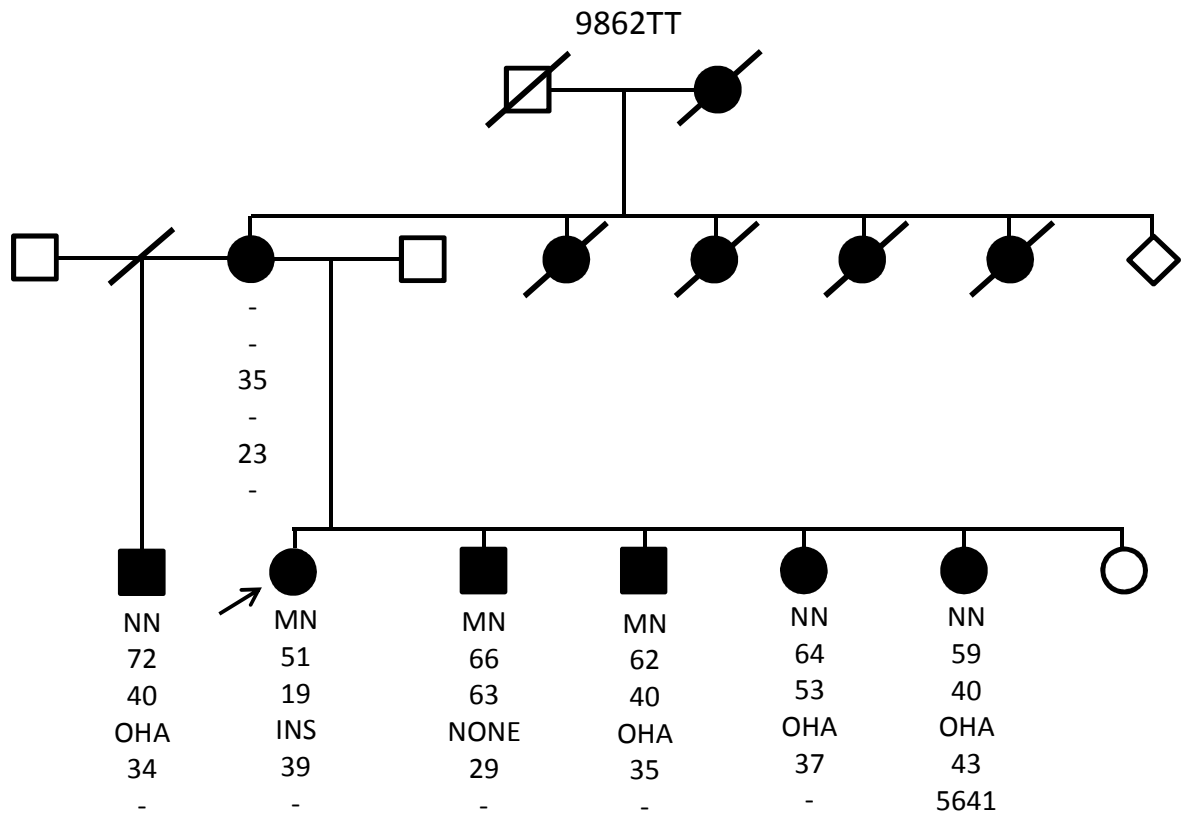 9862TT
-
-
35
-
23
-
NN MN MN MN NN NN
72 51 66 62 64 59
40 19 63 40 53 40
OHA INS NONE OHA OHA OHA
34 39 29 35 37 43
- - - - - 5641